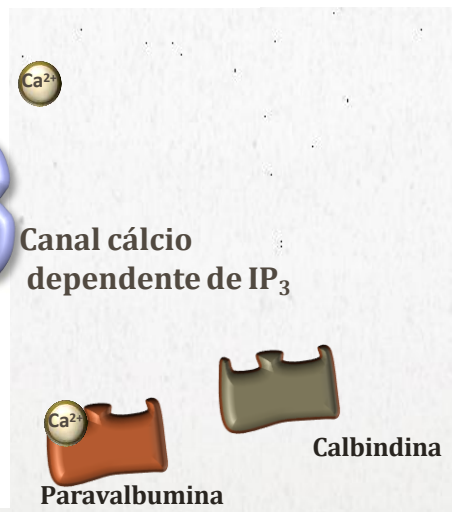 Ca²⁺
Canal cálcio
dependente de IP₃
Ca²⁺
Calbindina
Paravalbumina